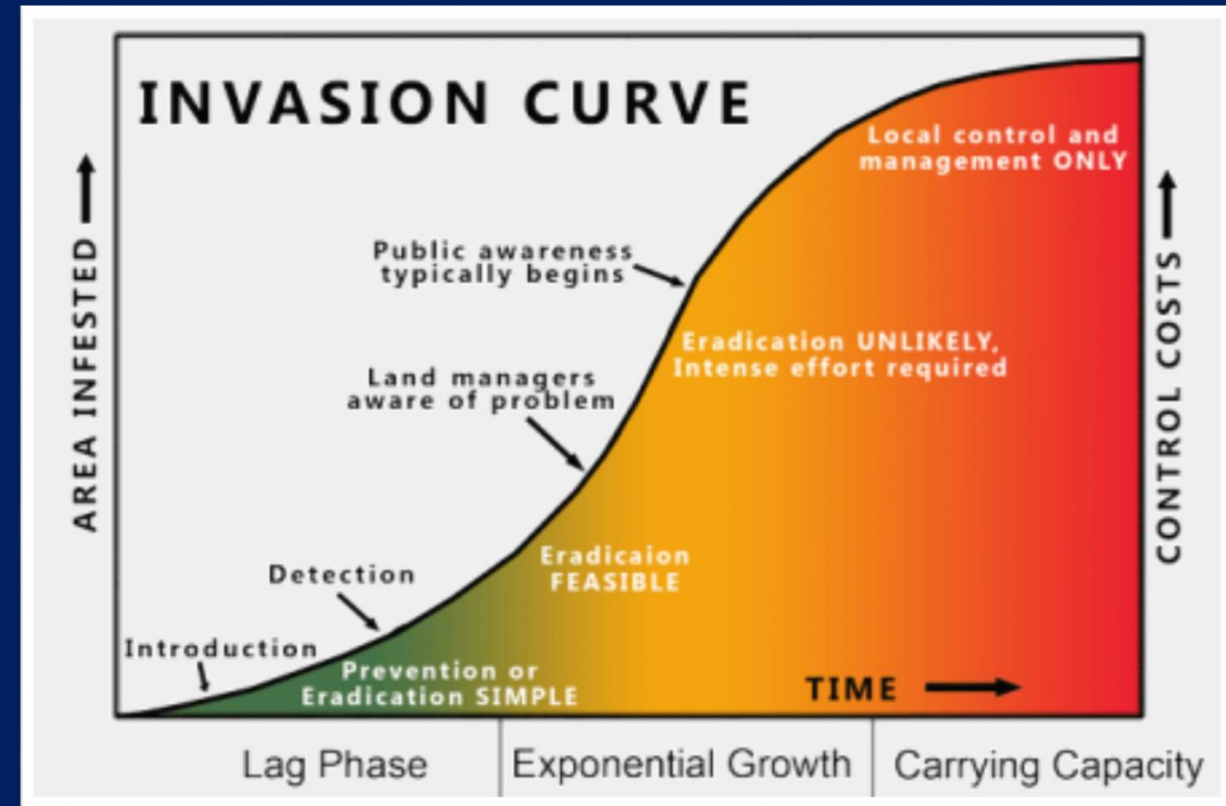 INVASION CURVE
Local control and
management ONLY
Public awareness
typically begins
Eradication UNLIKELY,
Intense effort required
Land managers
aware of problem
Eradicaion
FEASIBLE
Detection
Introduction
Prevention or
Eradication SIMPLE
TIME
AREA INFESTED
CONTROL COSTS
Lag Phase
Exponential Growth
Carrying Capacity